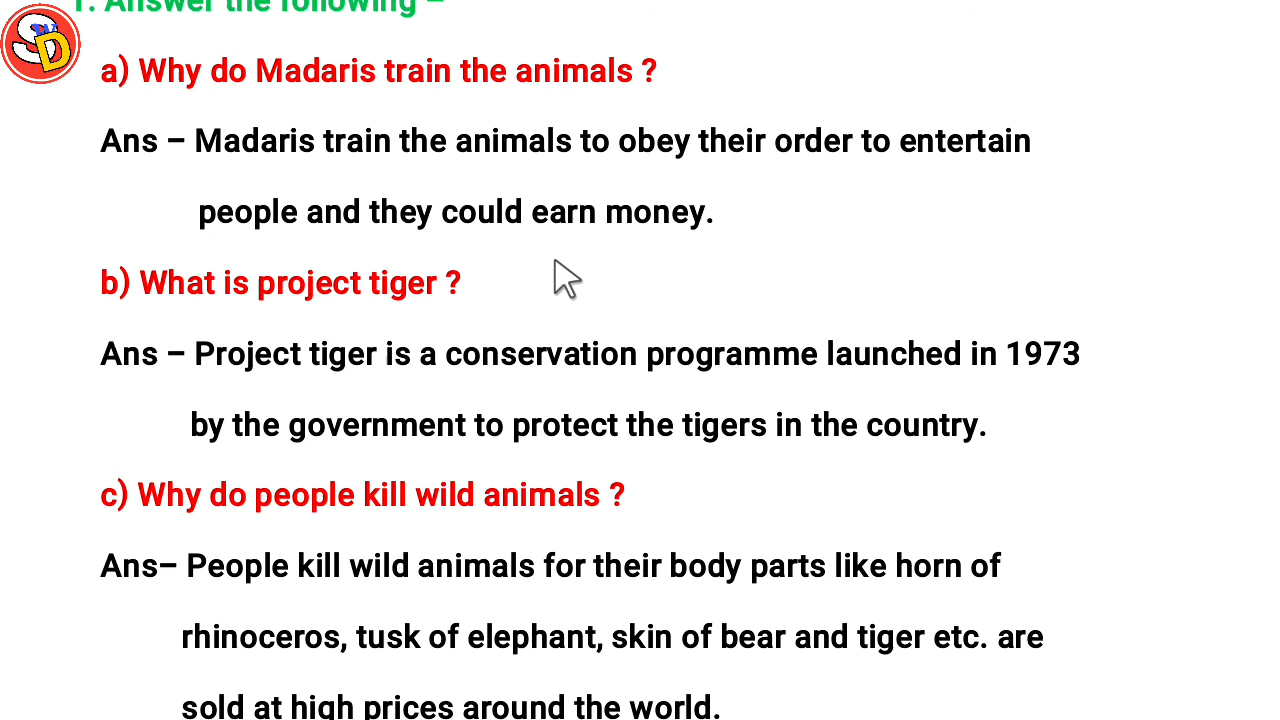 1. Answer the following –
a) Why do Madaris train the animals ?
Ans – Madaris train the animals to obey their order to entertain
people and they could earn money.
b) What is project tiger ?
Ans – Project tiger is a conservation programme launched in 1973
by the government to protect the tigers in the country.
c) Why do people kill wild animals ?
Ans– People kill wild animals for their body parts like horn of
rhinoceros, tusk of elephant, skin of bear and tiger etc. are
sold at high prices around the world.